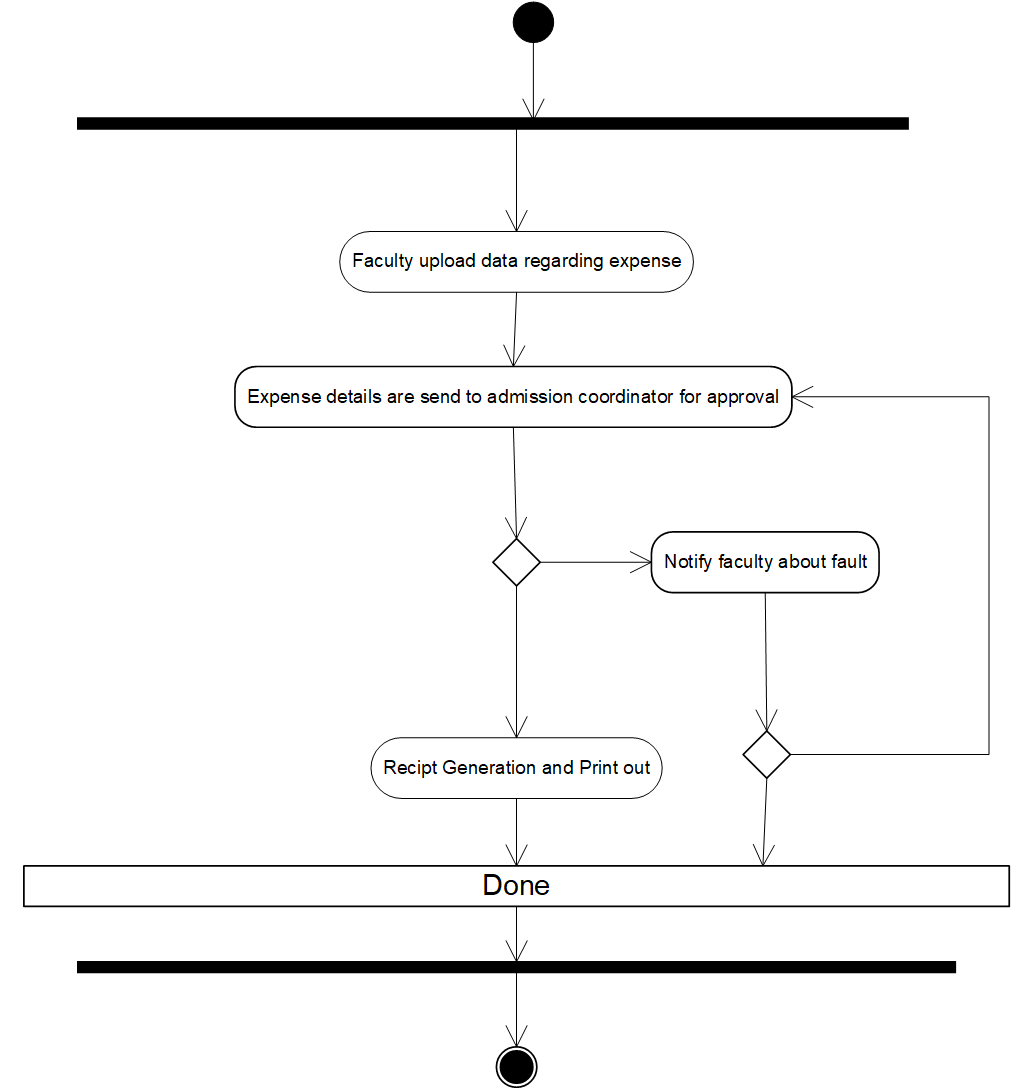 Faculty upload data regarding expense
Expense details are send to admission coordinator for approval
Notify faculty about fault
Recipt Generation and Print out
Done